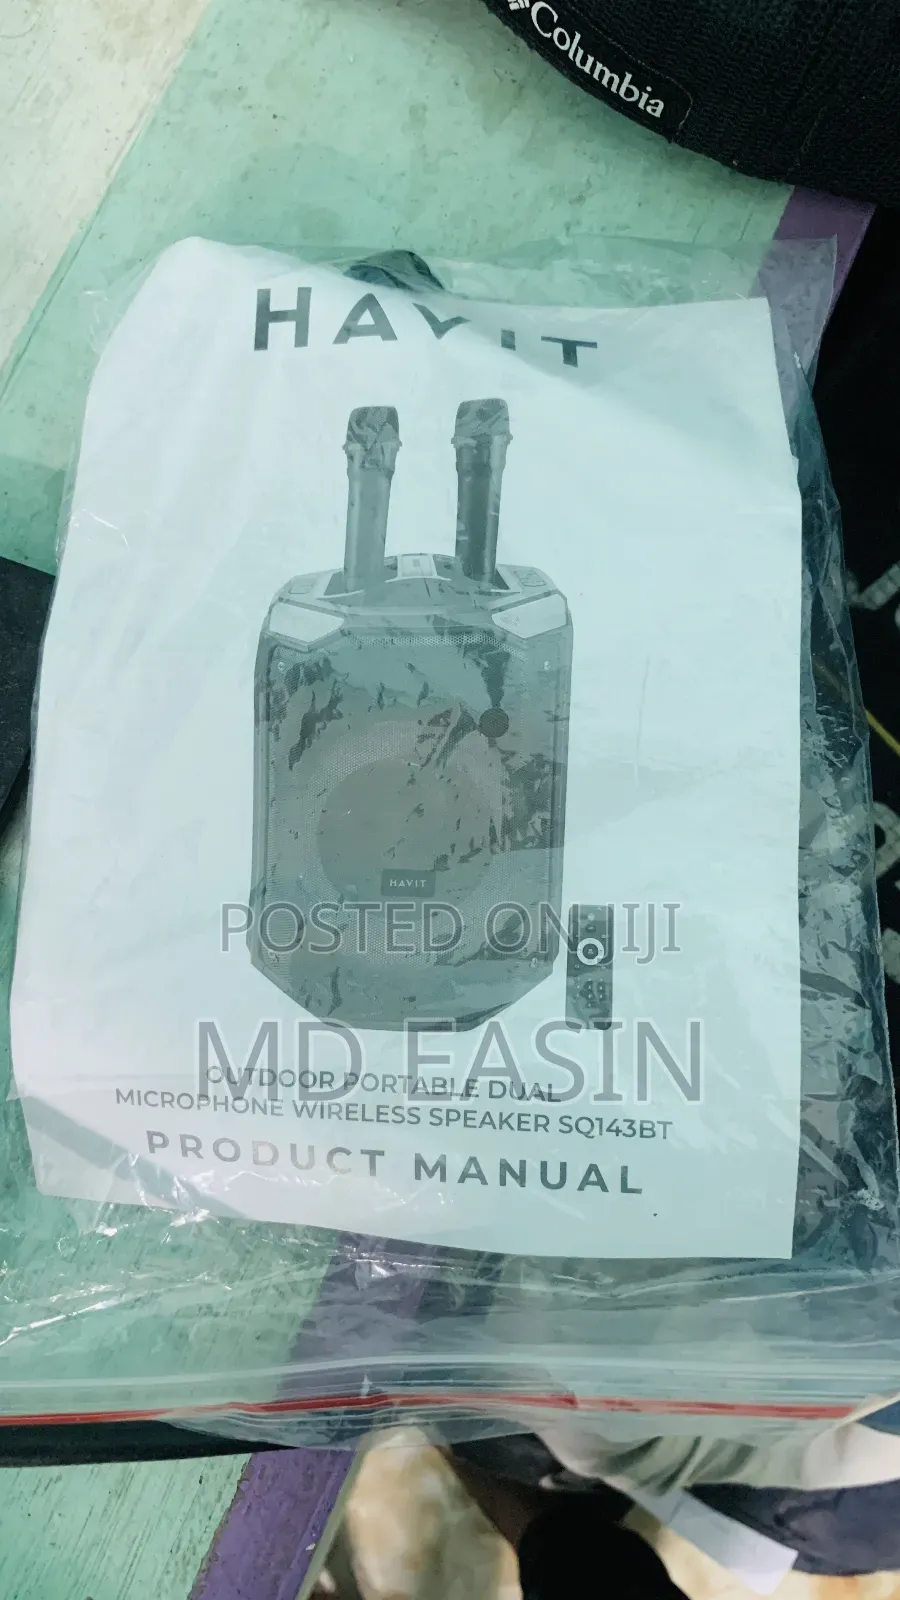 Columbia
HAVIT
HAVIT
POSTED ON JIJI
MD EASIN
OUTDOOR PORTABLE DUAL
MICROPHONE WIRELESS SPEAKER SQ143BT
PRODUCT MANUAL